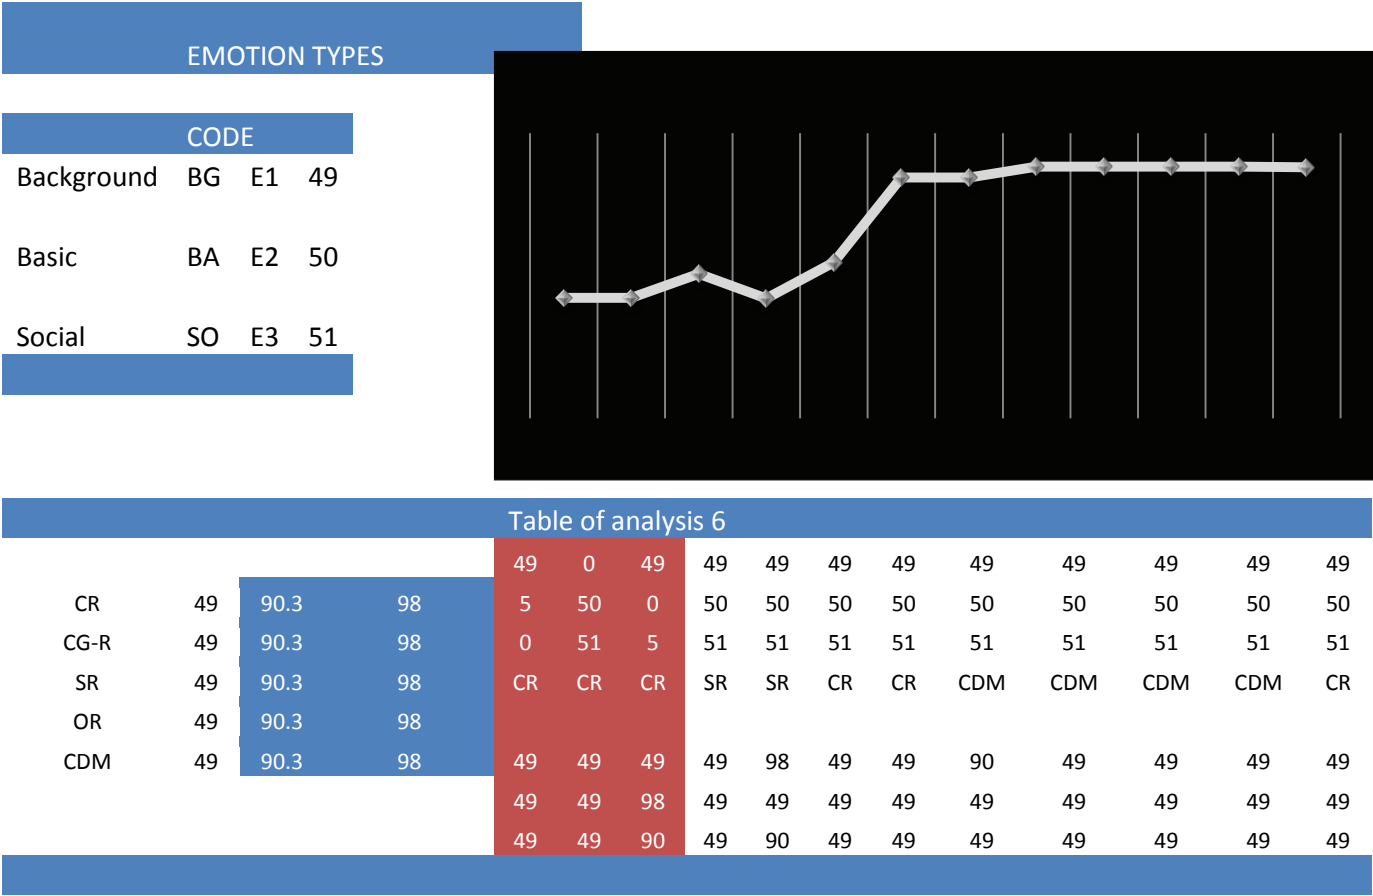 EMOTION TYPES
CODE
Background BG E1 49
Basic BA E2 50
Social SO E3 51
Table of analysis 6
49 0 49 49 49 49 49 49 49 49 49 49
CR 49 90.3 98 5 50 0 50 50 50 50 50 50 50 50 50
CG-R 49 90.3 98 0 51 5 51 51 51 51 51 51 51 51 51
SR 49 90.3 98 CR CR CR SR SR CR CR CDM CDM CDM CDM CR
OR 49 90.3 98
CDM 49 90.3 98 49 49 49 49 98 49 49 90 49 49 49 49
49 49 98 49 49 49 49 49 49 49 49 49
49 49 90 49 90 49 49 49 49 49 49 49